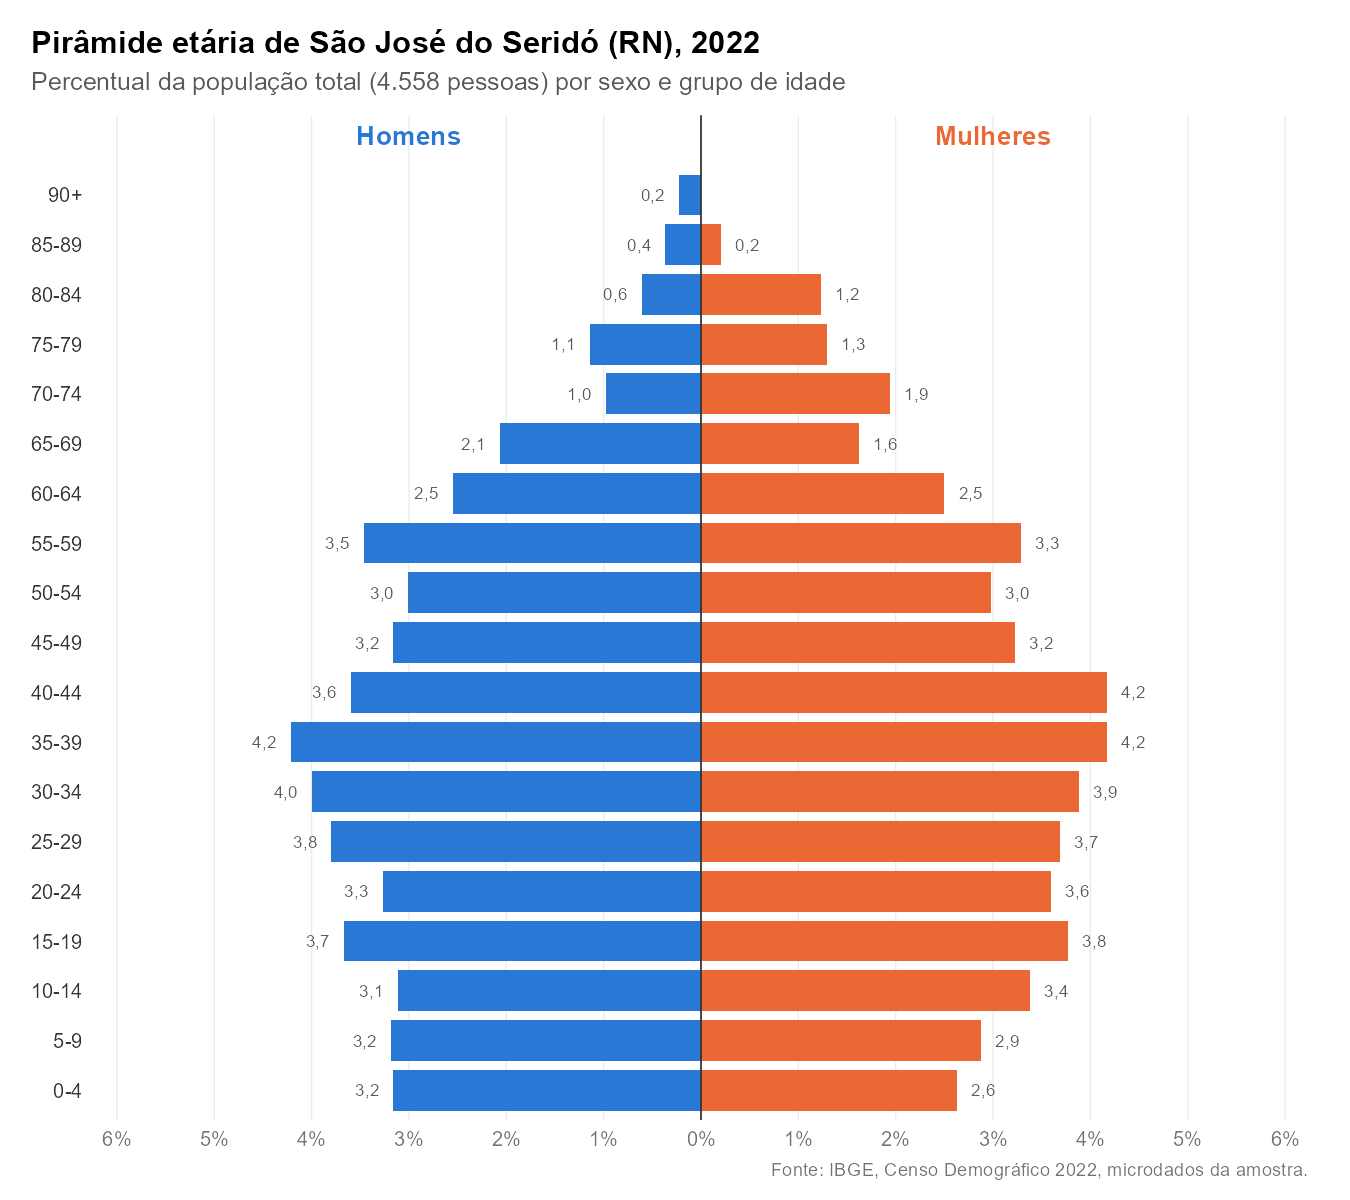 Pirâmide etária de São José do Seridó (RN), 2022
Percentual da população total (4.558 pessoas) por sexo e grupo de idade
Homens Mulheres
90+ 0,2
85-89 0,4 0,2
80-84 0,6 1,2
75-79 1,1 1,3
70-74 1,0 1,9
65-69 2,1 1,6
60-64 2,5 2,5
55-59 3,5 3,3
50-54 3,0 3,0
45-49 3,2 3,2
40-44 3,6 4,2
35-39 4,2 4,2
30-34 4,0 3,9
25-29 3,8 3,7
20-24 3,3 3,6
15-19 3,7 3,8
10-14 3,1 3,4
5-9 3,2 2,9
0-4 3,2 2,6
6% 5% 4% 3% 2% 1% 0% 1% 2% 3% 4% 5% 6%
Fonte: IBGE, Censo Demográfico 2022, microdados da amostra.